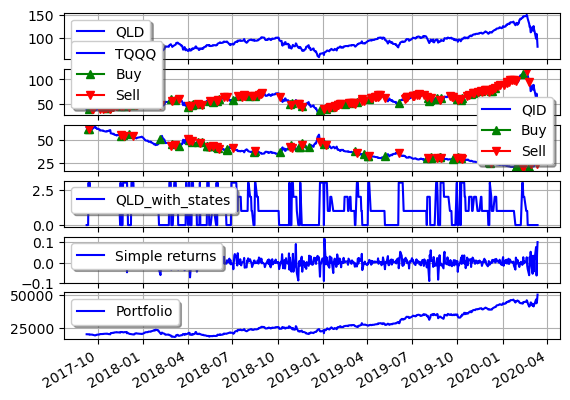 150
QLD
100
TQQQ
Buy
100
Sell
50
QID
Buy
50
Sell
25
2.5
QLD_with_states
0.0
0.1
Simple returns
0.0
−0.1
50000
Portfolio
25000
2017-10 2018-01 2018-04 2018-07 2018-10 2019-01 2019-04 2019-07 2019-10 2020-01 2020-04